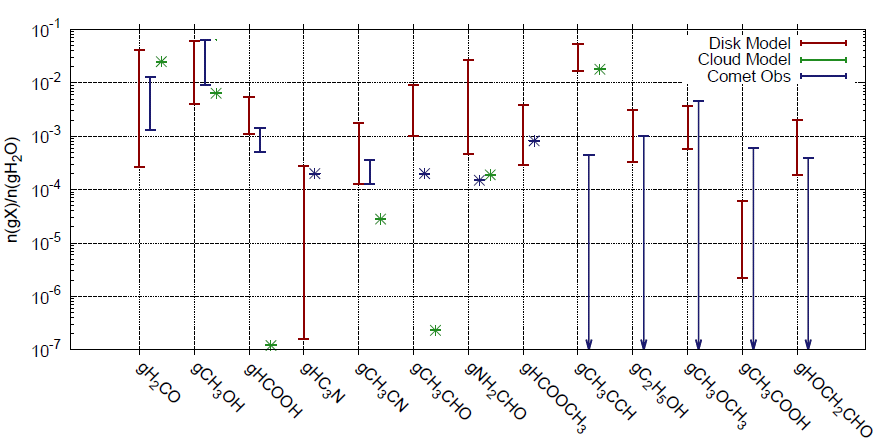 10⁻¹
10⁻²
10⁻³
10⁻⁴
10⁻⁵
10⁻⁶
10⁻⁷
n(gX)/n(gH₂O)
Disk Model
Cloud Model
Comet Obs
gH₂CO
gCH₃OH
gHCOOH
gHC₃N
gCH₃CN
gCH₃CHO
gNH₂CHO
gHCOOCH₃
gCH₃CCH
gC₂H₅OH
gCH₃OCH₃
gCH₃COOH
gHOCH₂CHO